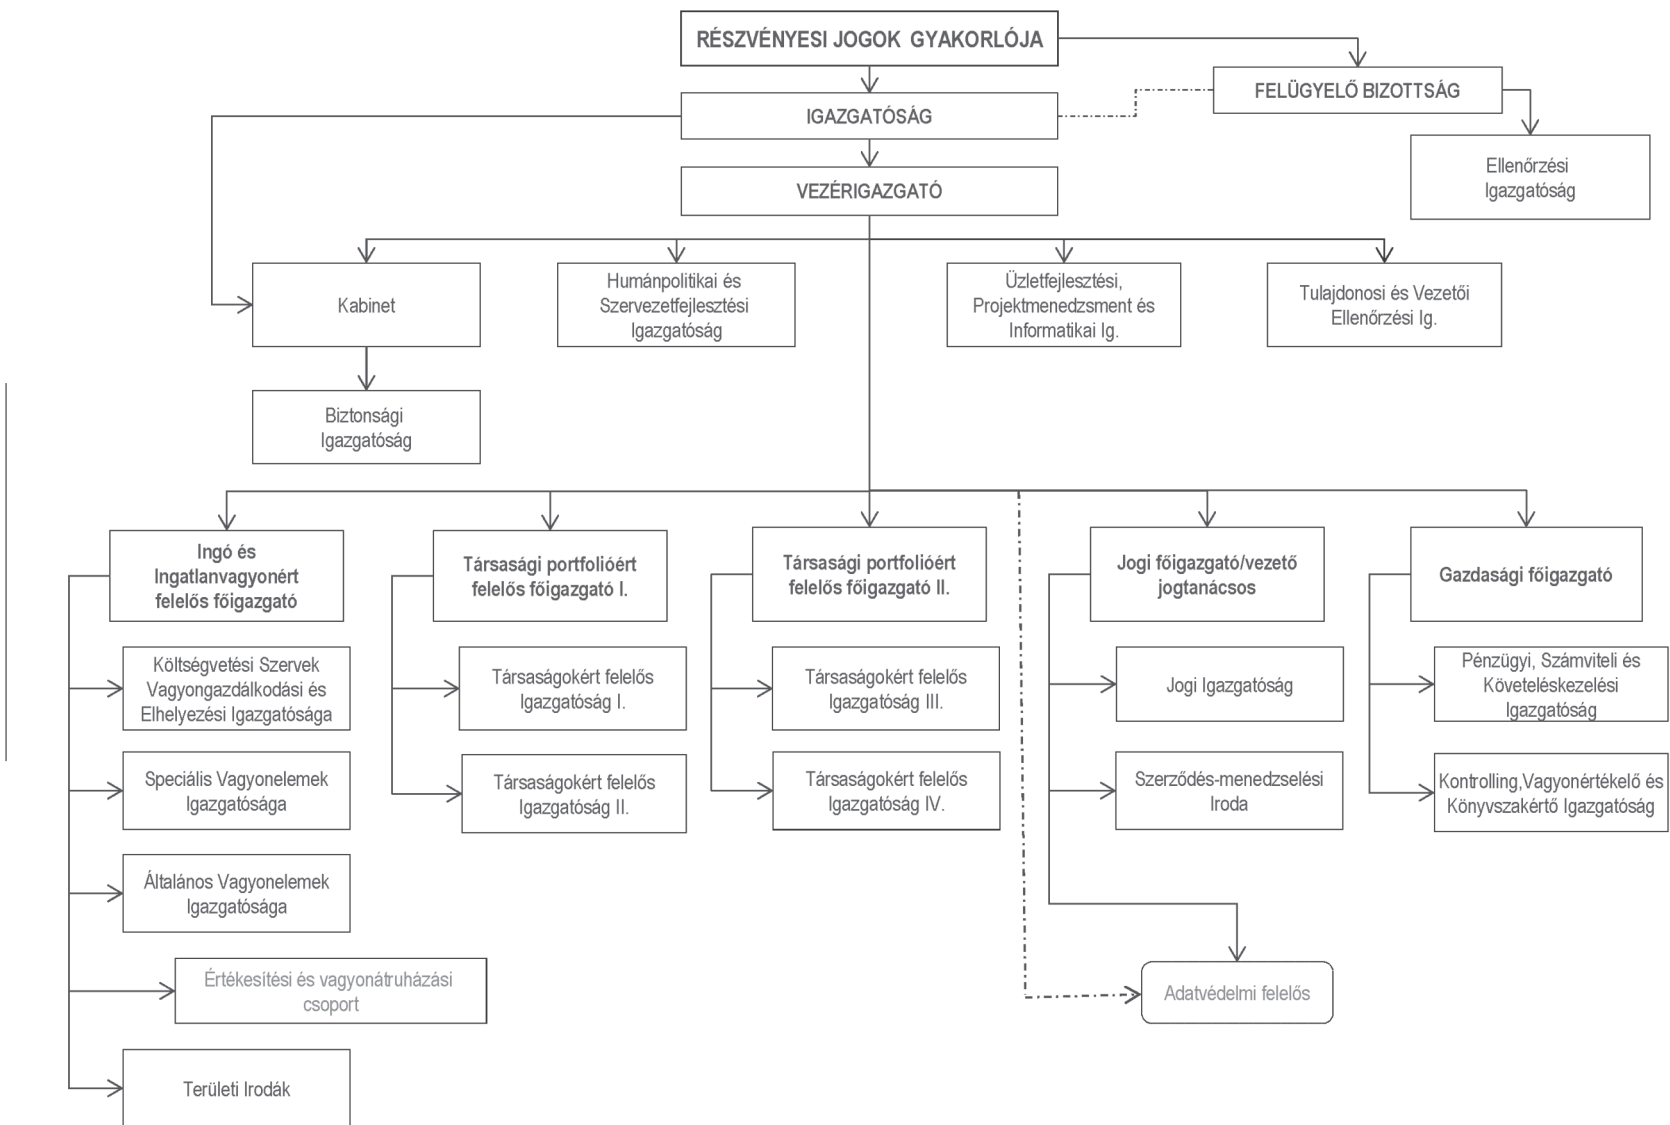 RÉSZVÉNYESI JOGOK GYAKORLÓJA
FELÜGYELŐ BIZOTTSÁG
IGAZGATÓSÁG
Ellenőrzési
Igazgatóság
VEZÉRIGAZGATÓ
Kabinet
Humánpolitikai és
Szervezetfejlesztési
Igazgatóság
Üzletfejlesztési,
Projektmenedzsment és
Informatikai Ig.
Tulajdonosi és Vezetői
Ellenőrzési Ig.
Biztonsági
Igazgatóság
Ingó és
Ingatlanvagyonért
felelős főigazgató
Társasági portfolióért
felelős főigazgató I.
Társasági portfolióért
felelős főigazgató II.
Jogi főigazgató/vezető
jogtanácsos
Gazdasági főigazgató
Költségvetési Szervek
Vagyongazdálkodási és
Elhelyezési Igazgatósága
Társaságokért felelős
Igazgatóság I.
Társaságokért felelős
Igazgatóság III.
Jogi Igazgatóság
Pénzügyi, Számviteli és
Követeléskezelési
Igazgatóság
Speciális Vagyonelemek
Igazgatósága
Társaságokért felelős
Igazgatóság II.
Társaságokért felelős
Igazgatóság IV.
Szerződés-menedzselési
Iroda
Kontrolling,Vagyonértékelő és
Könyvszakértő Igazgatóság
Általános Vagyonelemek
Igazgatósága
Értékesítési és vagyonátruházási
csoport
Adatvédelmi felelős
Területi Irodák